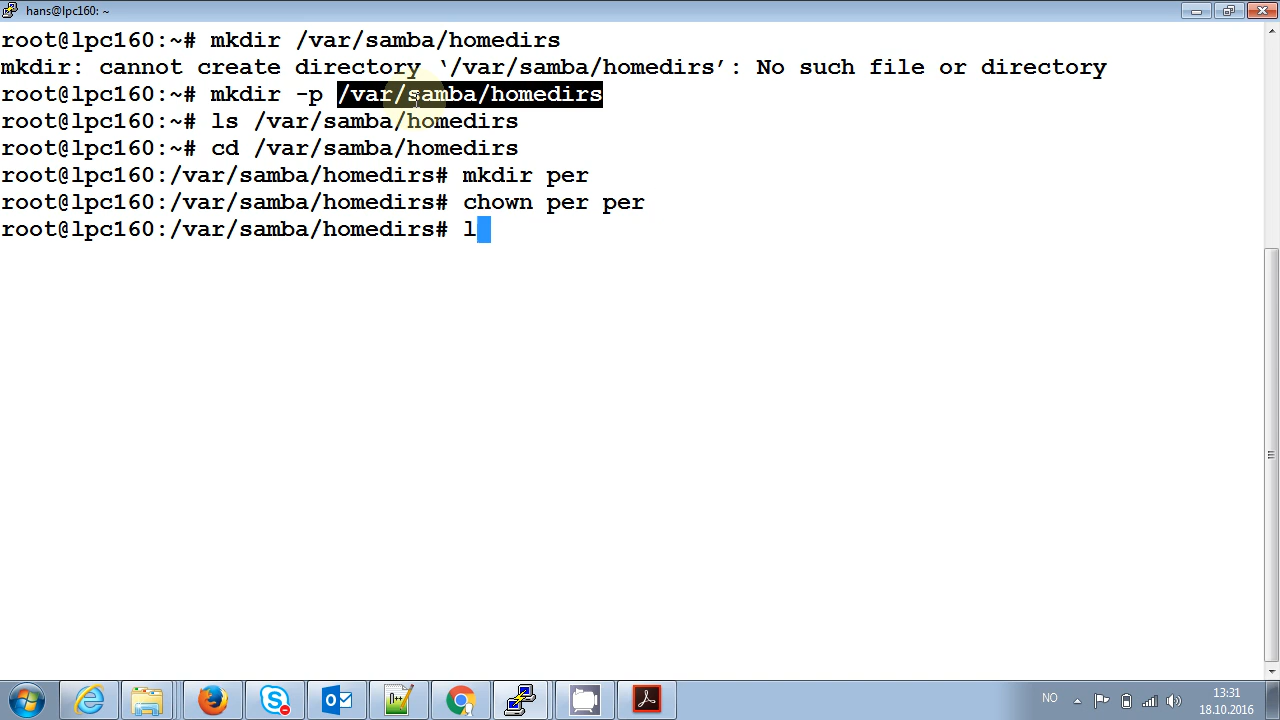 hans@lpc160: ~
root@lpc160:~# mkdir /var/samba/homedirs
mkdir: cannot create directory ‘/var/samba/homedirs’: No such file or directory
root@lpc160:~# mkdir -p /var/samba/homedirs
root@lpc160:~# ls /var/samba/homedirs
root@lpc160:~# cd /var/samba/homedirs
root@lpc160:/var/samba/homedirs# mkdir per
root@lpc160:/var/samba/homedirs# chown per per
root@lpc160:/var/samba/homedirs# l
NO
13:31
18.10.2016